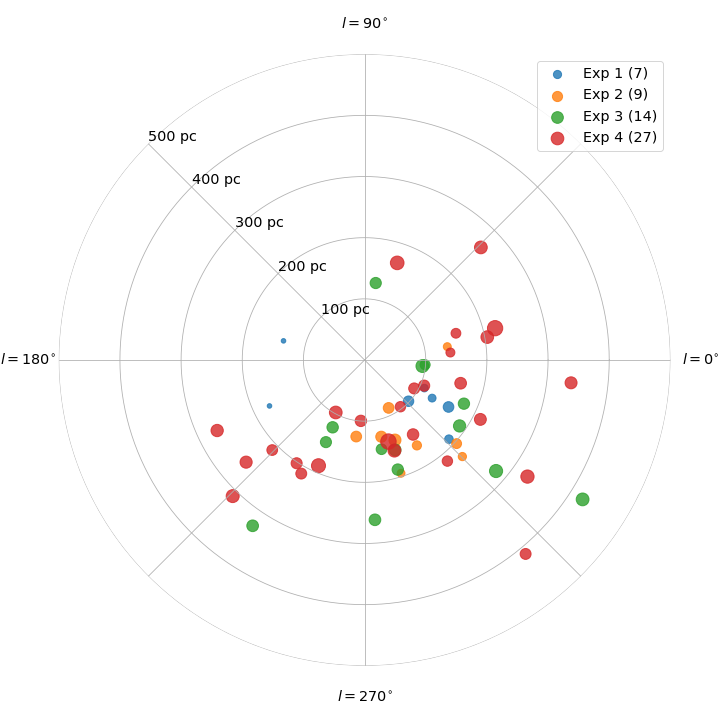 l = 90°
Exp 1 (7)
Exp 2 (9)
Exp 3 (14)
Exp 4 (27)
500 pc
400 pc
300 pc
200 pc
100 pc
l = 180°
l = 0°
l = 270°